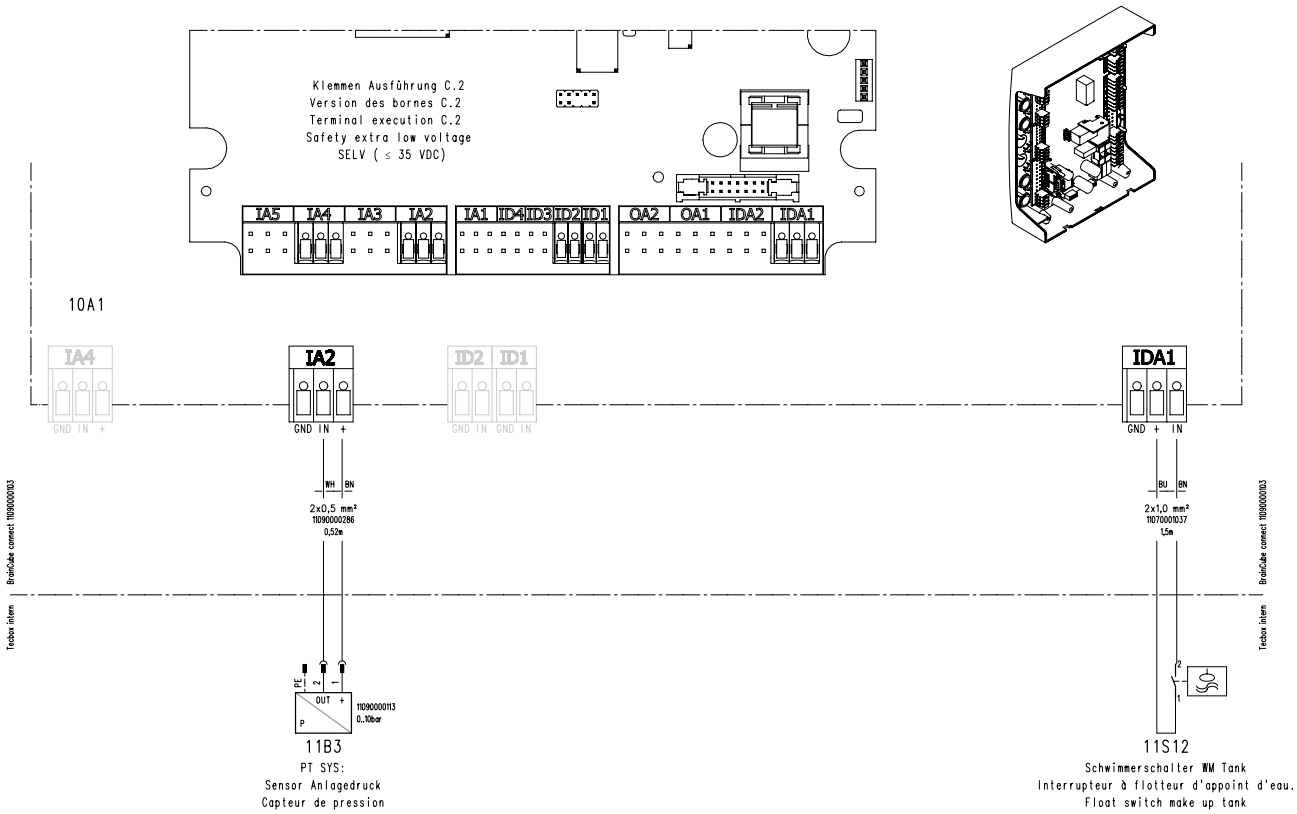 Klemmen Ausführung C.2
Version des bornes C.2
Terminal execution C.2
Safety extra low voltage
SELV ( ≤ 35 VDC)
IA5 IA4 IA3 IA2 IA1 ID4 ID3 ID2 ID1 OA2 OA1 IDA2 IDA1
10A1
IA4 IA2 ID2 ID1 IDA1
GND IN + GND IN + GND IN GND IN GND + IN
WH BN
2x0,5 mm²
11090000286
0,52m
BU BN
2x1,0 mm²
11070001037
1,5m
BrainCube connect 11090000103
BrainCube connect 11090000103
Tecbox intern
Tecbox intern
PE 2 1
OUT +
P
11090000113
0..10bar
11B3
PT SYS:
Sensor Anlagedruck
Capteur de pression
2
1
11S12
Schwimmerschalter WM Tank
Interrupteur à flotteur d'appoint d'eau.
Float switch make up tank